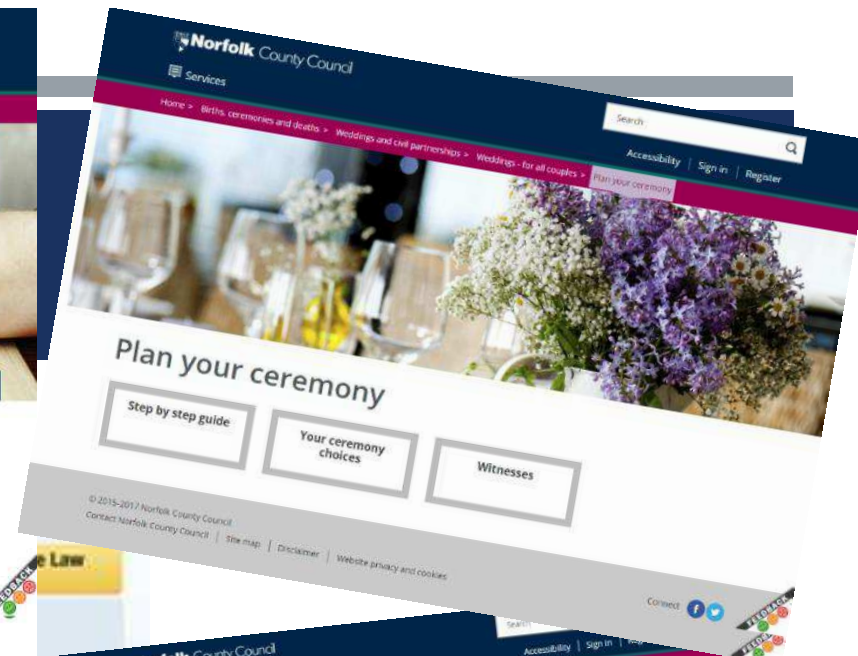 Norfolk County Council
Services
Search
Accessibility | Sign in | Register
Home > Births, ceremonies and deaths > Weddings and civil partnerships > Weddings - for all couples > Plan your ceremony
Plan your ceremony
Step by step guide
Your ceremony
choices
Witnesses
© 2015-2017 Norfolk County Council
Contact Norfolk County Council | Site map | Disclaimer | Website privacy and cookies
Connect
FEEDBACK
e Law
County Council
Accessibility | Sign in